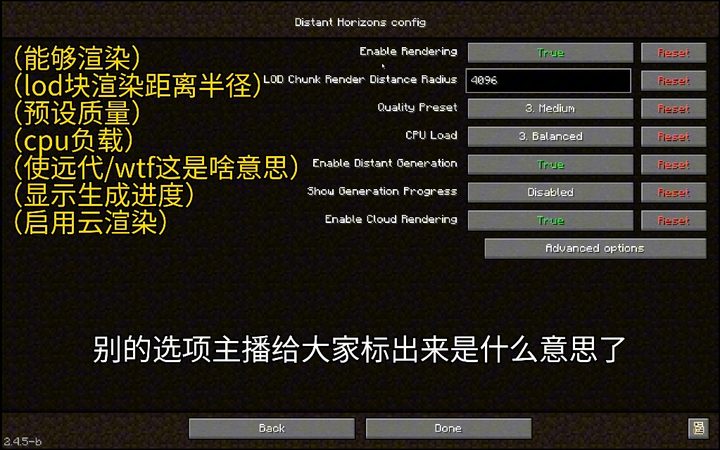 Distant Horizons config
(能够渲染) Enable Rendering True Reset
(lod块渲染距离半径) LOD Chunk Render Distance Radius 4096 Reset
(预设质量) Quality Preset 3. Medium Reset
(cpu负载) CPU Load 3. Balanced Reset
(使远代/wtf这是啥意思) Enable Distant Generation True Reset
(显示生成进度) Show Generation Progress Disabled Reset
(启用云渲染) Enable Cloud Rendering True Reset
Advanced options
别的选项主播给大家标出来是什么意思了
Back Done
2.4.5-b